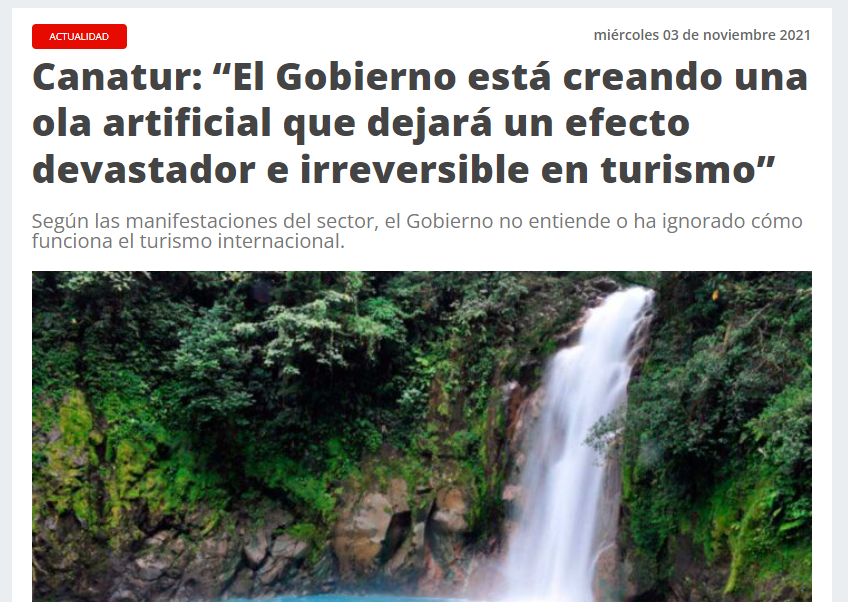 ACTUALIDAD
miércoles 03 de noviembre 2021
Canatur: “El Gobierno está creando una
ola artificial que dejará un efecto
devastador e irreversible en turismo”
Según las manifestaciones del sector, el Gobierno no entiende o ha ignorado cómo
funciona el turismo internacional.